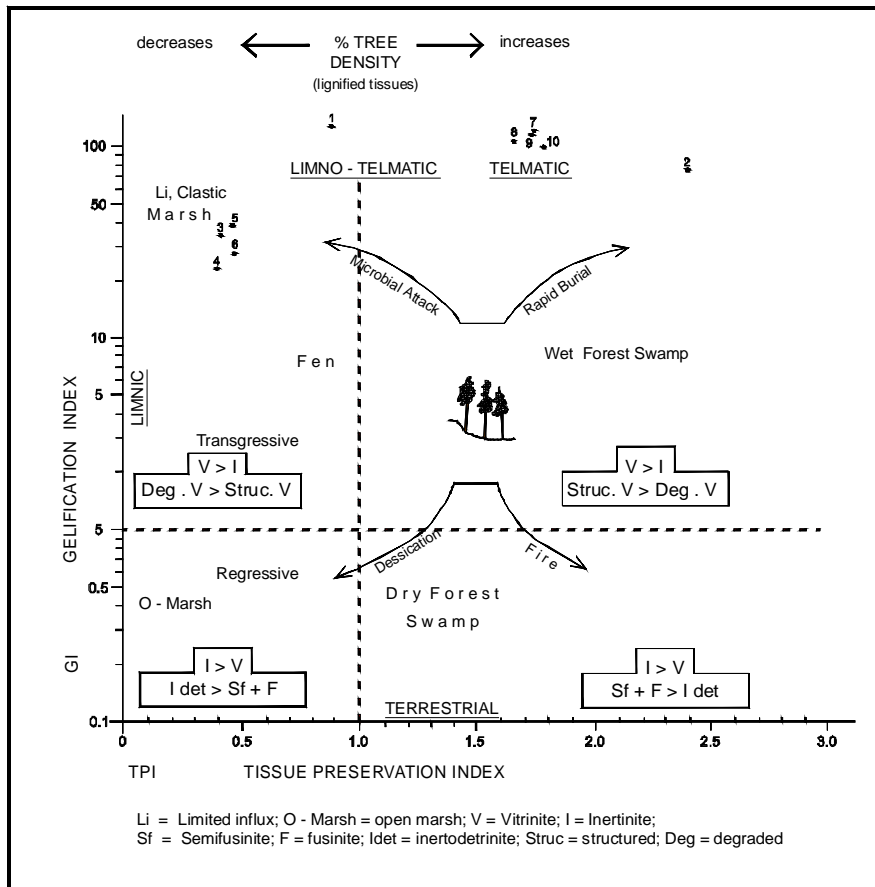 decreases % TREE DENSITY increases
(lignified tissues)
1
7
8
9 10
2
100
LIMNO - TELMATIC TELMATIC
Li, Clastic
Marsh
50
5
3
6
4
Microbial Attack
Rapid Burial
10
Fen
Wet Forest Swamp
5
LIMNIC
GELIFICATION INDEX
Transgressive
V > I
Deg . V > Struc. V
V > I
Struc. V > Deg . V
5
Dessication
Fire
Regressive
0.5
O - Marsh
Dry Forest
Swamp
GI
I > V
I det > Sf + F
I > V
Sf + F > I det
TERRESTRIAL
0.1
0 0.5 1.0 1.5 2.0 2.5 3.0
TPI TISSUE PRESERVATION INDEX
Li = Limited influx; O - Marsh = open marsh; V = Vitrinite; I = Inertinite;
Sf = Semifusinite; F = fusinite; Idet = inertodetrinite; Struc = structured; Deg = degraded